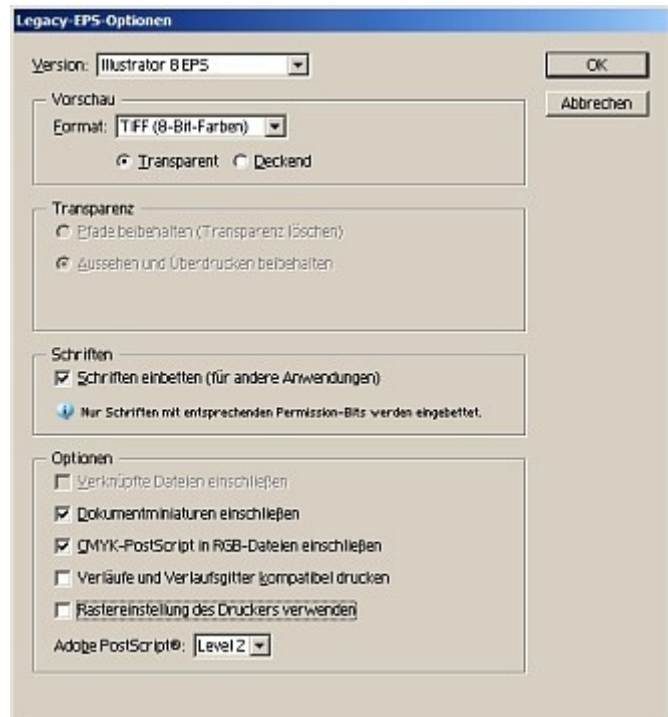 Legacy-EPS-Optionen
Version: Illustrator 8 EPS
OK
Abbrechen
Vorschau
Format: TIFF (8-Bit-Farben)
Transparent Deckend
Transparenz
Pfade beibehalten (Transparenz löschen)
Aussehen und Überdrucken beibehalten
Schriften
Schriften einbetten (für andere Anwendungen)
Nur Schriften mit entsprechenden Permission-Bits werden eingebettet.
Optionen
Verknüpfte Dateien einschließen
Dokumentminiaturen einschließen
CMYK-PostScript in RGB-Dateien einschließen
Verläufe und Verlaufsgitter kompatibel drucken
Rastereinstellung des Druckers verwenden
Adobe PostScript®: Level 2